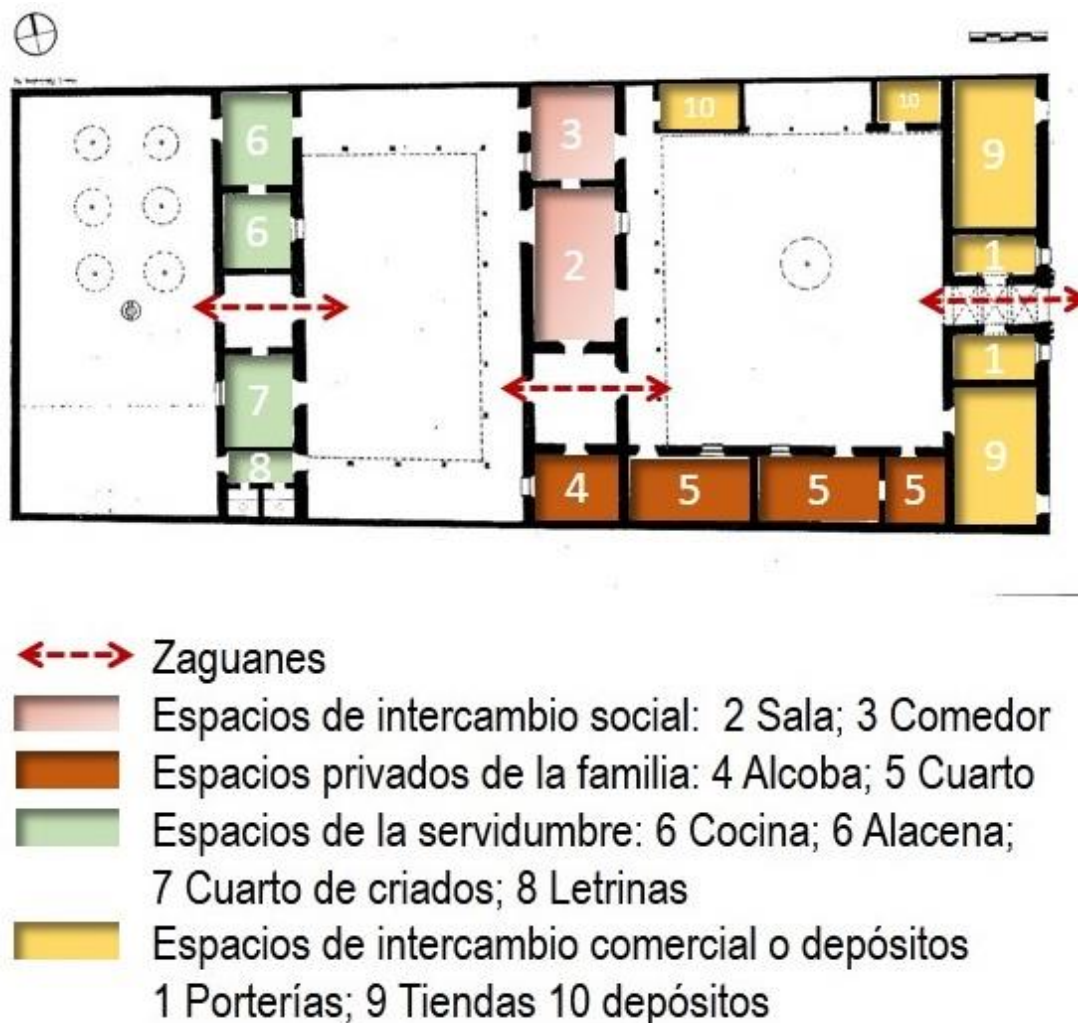 10 10
6 3 9
6 2 1
7 1
8 9
4 5 5 5
Zaguanes
Espacios de intercambio social: 2 Sala; 3 Comedor
Espacios privados de la familia: 4 Alcoba; 5 Cuarto
Espacios de la servidumbre: 6 Cocina; 6 Alacena;
7 Cuarto de criados; 8 Letrinas
Espacios de intercambio comercial o depósitos
1 Porterías; 9 Tiendas 10 depósitos